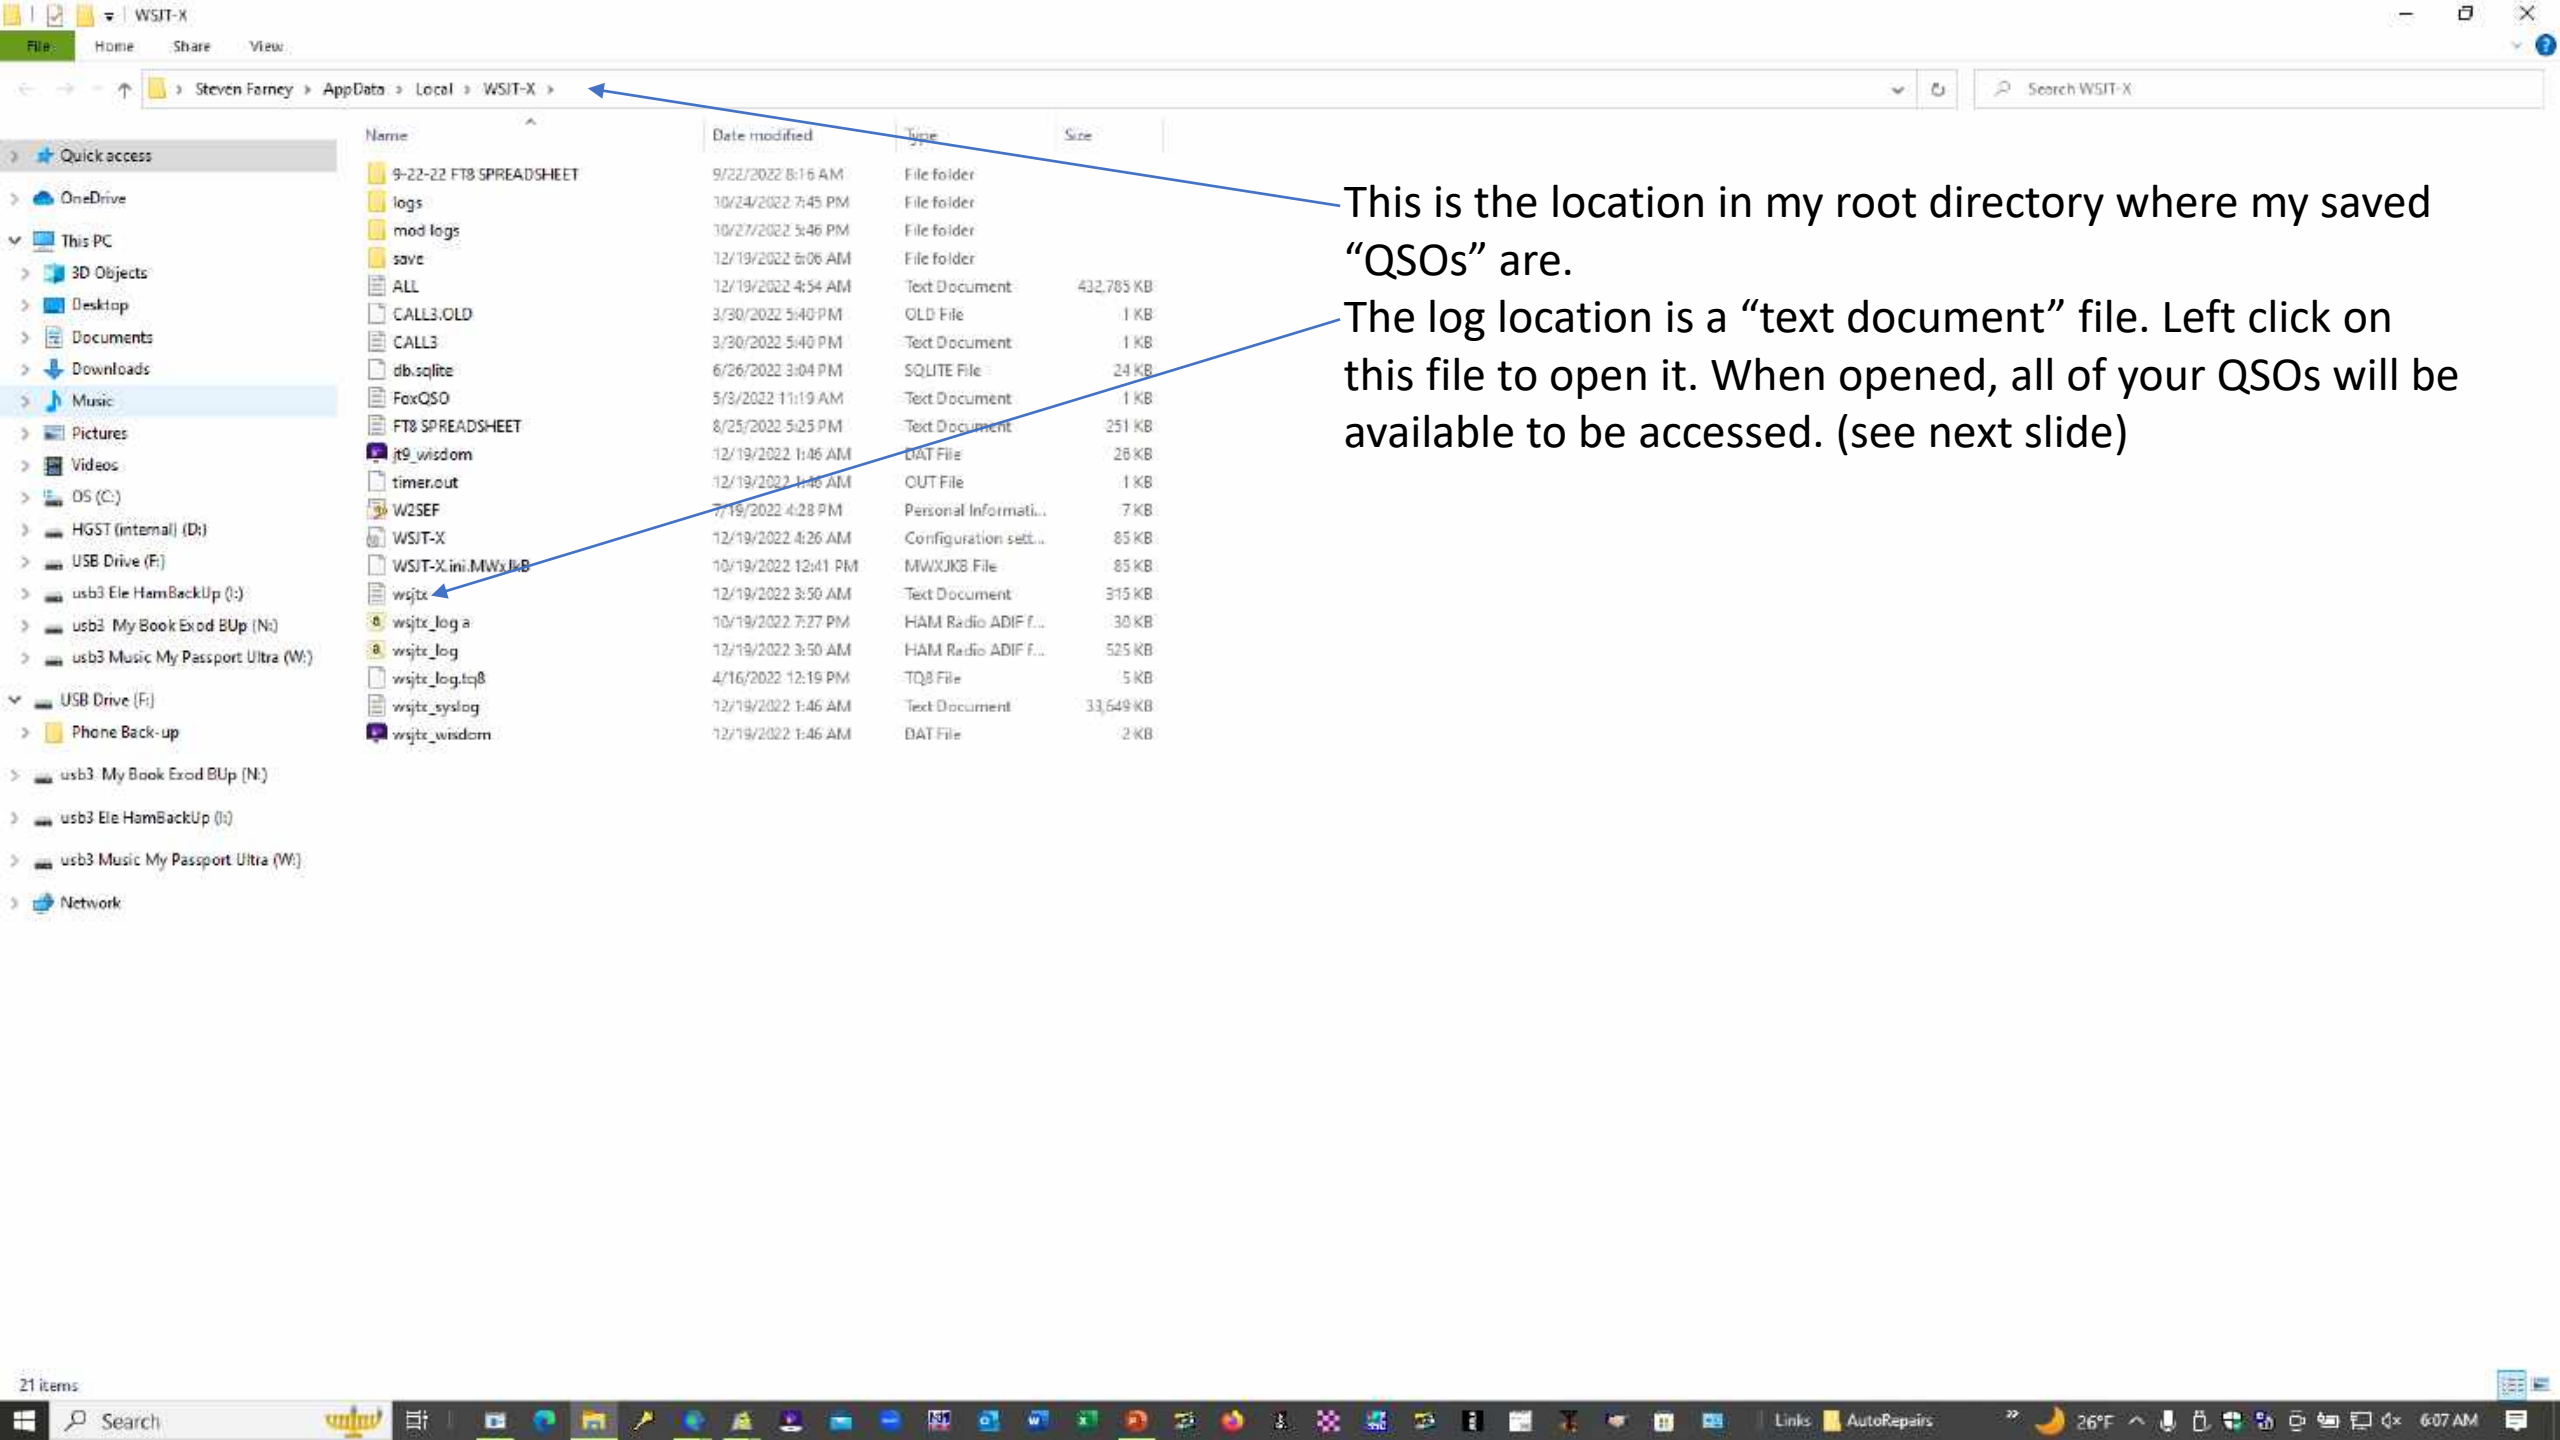 WSJT-X
File Home Share View
Steven Farney > AppData > Local > WSJT-X >
Search WSJT-X
Name Date modified Type Size
Quick access
OneDrive
This PC
3D Objects
Desktop
Documents
Downloads
Music
Pictures
Videos
OS (C:)
HGST (internal) (D:)
USB Drive (F:)
usb3 Ele HamBackUp (I:)
usb3 My Book Exod BUp (N:)
usb3 Music My Passport Ultra (W:)
USB Drive (F:)
Phone Back-up
usb3 My Book Exod BUp (N:)
usb3 Ele HamBackUp (I:)
usb3 Music My Passport Ultra (W:)
Network
9-22-22 FT8 SPREADSHEET 9/22/2022 8:16 AM File folder
logs 10/24/2022 7:45 PM File folder
mod logs 10/27/2022 5:46 PM File folder
save 12/19/2022 6:06 AM File folder
ALL 12/19/2022 4:54 AM Text Document 432,785 KB
CALL3.OLD 3/30/2022 5:40 PM OLD File 1 KB
CALL3 3/30/2022 5:40 PM Text Document 1 KB
db.sqlite 6/26/2022 3:04 PM SQLITE File 24 KB
FoxQSO 5/3/2022 11:19 AM Text Document 1 KB
FT8 SPREADSHEET 8/25/2022 5:25 PM Text Document 251 KB
jt9_wisdom 12/19/2022 1:46 AM DAT File 26 KB
timer.out 12/19/2022 1:46 AM OUT File 1 KB
W2SEF 7/19/2022 4:28 PM Personal Informati... 7 KB
WSJT-X 12/19/2022 4:26 AM Configuration sett... 85 KB
WSJT-X.ini.MWxJkB 10/19/2022 12:41 PM MWXJKB File 85 KB
wsjtx 12/19/2022 3:50 AM Text Document 315 KB
wsjtx_log a 10/19/2022 7:27 PM HAM Radio ADIF f... 30 KB
wsjtx_log 12/19/2022 3:50 AM HAM Radio ADIF f... 525 KB
wsjtx_log.tq8 4/16/2022 12:19 PM TQ8 File 5 KB
wsjtx_syslog 12/19/2022 1:46 AM Text Document 33,649 KB
wsjtx_wisdom 12/19/2022 1:46 AM DAT File 2 KB
This is the location in my root directory where my saved
“QSOs” are.
The log location is a “text document” file. Left click on
this file to open it. When opened, all of your QSOs will be
available to be accessed. (see next slide)
21 items
Search
Links AutoRepairs 26°F 6:07 AM